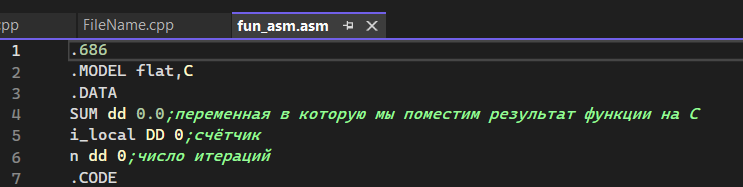 cpp FileName.cpp fun_asm.asm
1 .686
2 .MODEL flat,C
3 .DATA
4 SUM dd 0.0;переменная в которую мы поместим результат функции на С
5 i_local DD 0;счётчик
6 n dd 0;число итераций
7 .CODE